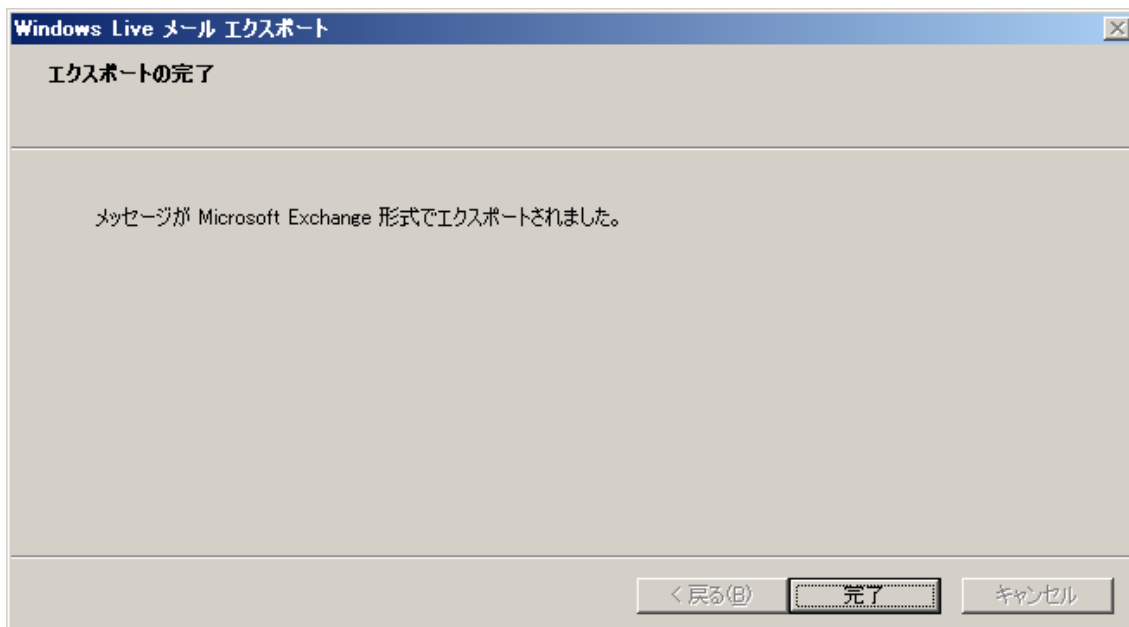 Windows Live メール エクスポート
エクスポートの完了
メッセージが Microsoft Exchange 形式でエクスポートされました。
< 戻る(B)
完了
キャンセル